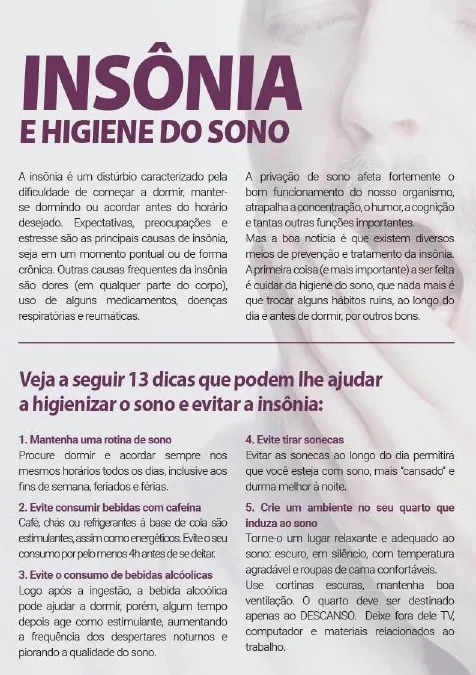 INSÔNIA
E HIGIENE DO SONO
A insônia é um distúrbio caracterizado pela
dificuldade de começar a dormir, manter-
se dormindo ou acordar antes do horário
desejado. Expectativas, preocupações e
estresse são as principais causas de insônia,
seja em um momento pontual ou de forma
crônica. Outras causas frequentes da insônia
são dores (em qualquer parte do corpo),
uso de alguns medicamentos, doenças
respiratórias e reumáticas.
A privação de sono afeta fortemente o
bom funcionamento do nosso organismo,
atrapalha a concentração, o humor, a cognição
e tantas outras funções importantes.
Mas a boa notícia é que existem diversos
meios de prevenção e tratamento da insônia.
A primeira coisa (e mais importante) a ser feita
é cuidar da higiene do sono, que nada mais é
que trocar alguns hábitos ruins, ao longo do
dia e antes de dormir, por outros bons.
Veja a seguir 13 dicas que podem lhe ajudar
a higienizar o sono e evitar a insônia:
1. Mantenha uma rotina de sono
Procure dormir e acordar sempre nos
mesmos horários todos os dias, inclusive aos
fins de semana, feriados e férias.
2. Evite consumir bebidas com cafeína
Café, chás ou refrigerantes à base de cola são
estimulantes, assim como energéticos. Evite o seu
consumo por pelo menos 4h antes de se deitar.
3. Evite o consumo de bebidas alcoólicas
Logo após a ingestão, a bebida alcoólica
pode ajudar a dormir, porém, algum tempo
depois age como estimulante, aumentando
a frequência dos despertares noturnos e
piorando a qualidade do sono.
4. Evite tirar sonecas
Evitar as sonecas ao longo do dia permitirá
que você esteja com sono, mais “cansado” e
durma melhor à noite.
5. Crie um ambiente no seu quarto que
induza ao sono
Torne-o um lugar relaxante e adequado ao
sono: escuro, em silêncio, com temperatura
agradável e roupas de cama confortáveis.
Use cortinas escuras, mantenha boa
ventilação. O quarto deve ser destinado
apenas ao DESCANSO. Deixe fora dele TV,
computador e materiais relacionados ao
trabalho.